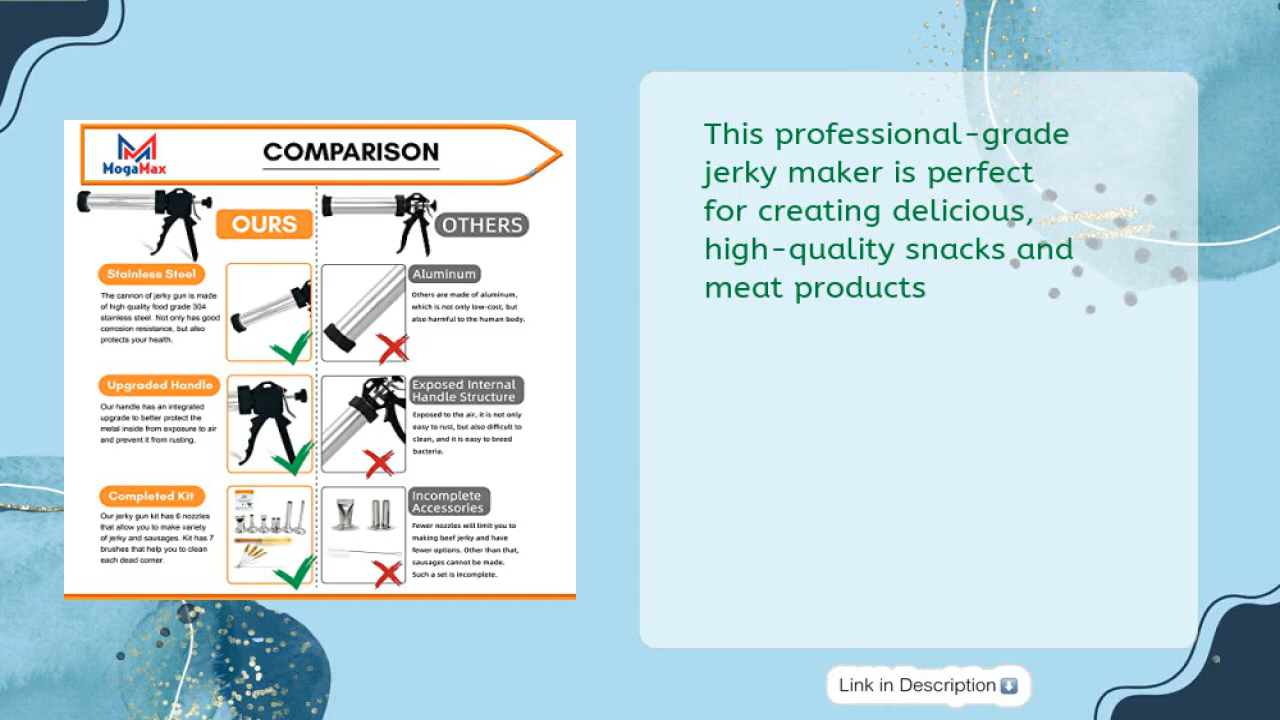 MogaMax
COMPARISON
OURS
OTHERS
Stainless Steel
The cannon of jerky gun is made
of high quality food grade 304
stainless steel. Not only has good
corrosion resistance, but also
protects your health.
Aluminum
Others are made of aluminum,
which is not only low-cost, but
also harmful to the human body.
Upgraded Handle
Our handle has an integrated
upgrade to better protect the
metal inside from exposure to air
and prevent it from rusting.
Exposed Internal
Handle Structure
Exposed to the air, it is not only
easy to rust, but also difficult to
clean, and it is easy to breed
bacteria.
Completed Kit
Our jerky gun kit has 6 nozzles
that allow you to make variety
of jerky and sausages. Kit has 7
brushes that help you to clean
each dead corner.
Incomplete
Accessories
Fewer nozzles will limit you to
making beef jerky and have
fewer options. Other than that,
sausages cannot be made.
Such a set is incomplete.
This professional-grade
jerky maker is perfect
for creating delicious,
high-quality snacks and
meat products
Link in Description⬇️